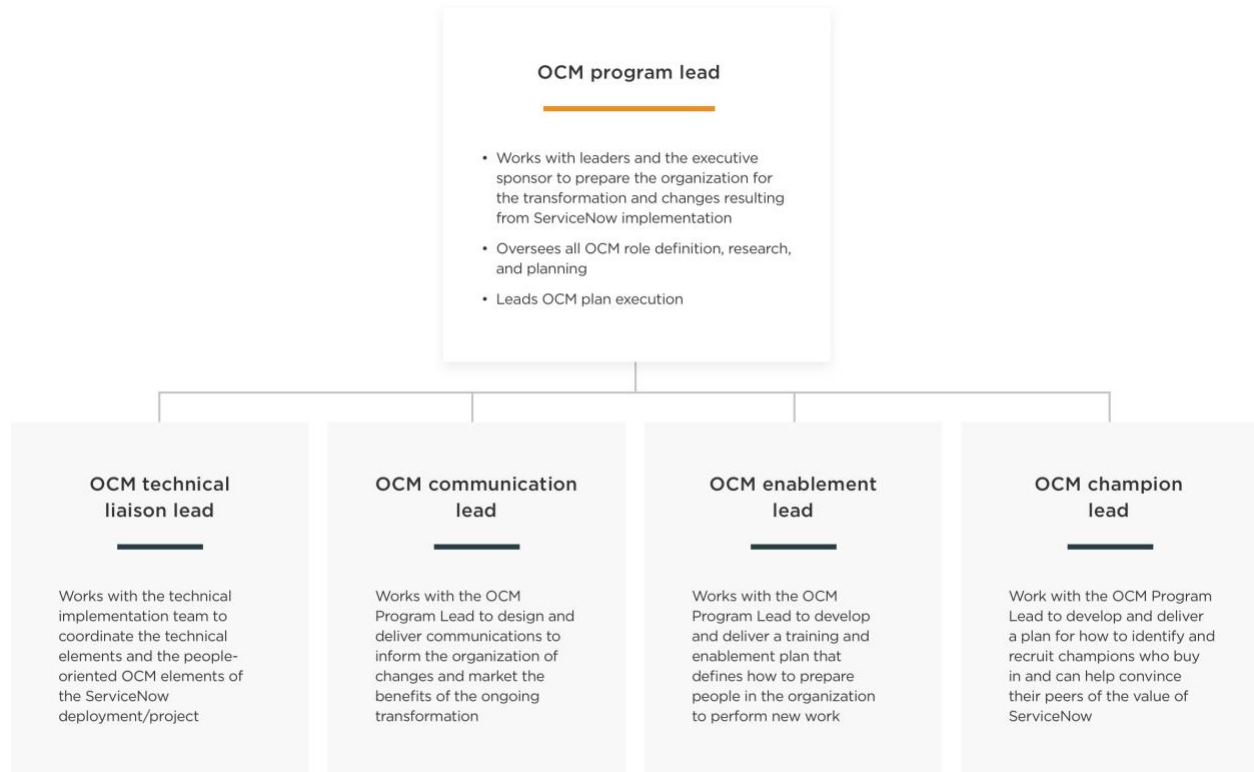 OCM program lead
• Works with leaders and the executive
sponsor to prepare the organization for
the transformation and changes resulting
from ServiceNow implementation
• Oversees all OCM role definition, research,
and planning
• Leads OCM plan execution
OCM technical
liaison lead
Works with the technical
implementation team to
coordinate the technical
elements and the people-
oriented OCM elements of
the ServiceNow
deployment/project
OCM communication
lead
Works with the OCM
Program Lead to design and
deliver communications to
inform the organization of
changes and market the
benefits of the ongoing
transformation
OCM enablement
lead
Works with the OCM
Program Lead to develop
and deliver a training and
enablement plan that
defines how to prepare
people in the organization
to perform new work
OCM champion
lead
Work with the OCM Program
Lead to develop and deliver
a plan for how to identify and
recruit champions who buy
in and can help convince
their peers of the value of
ServiceNow